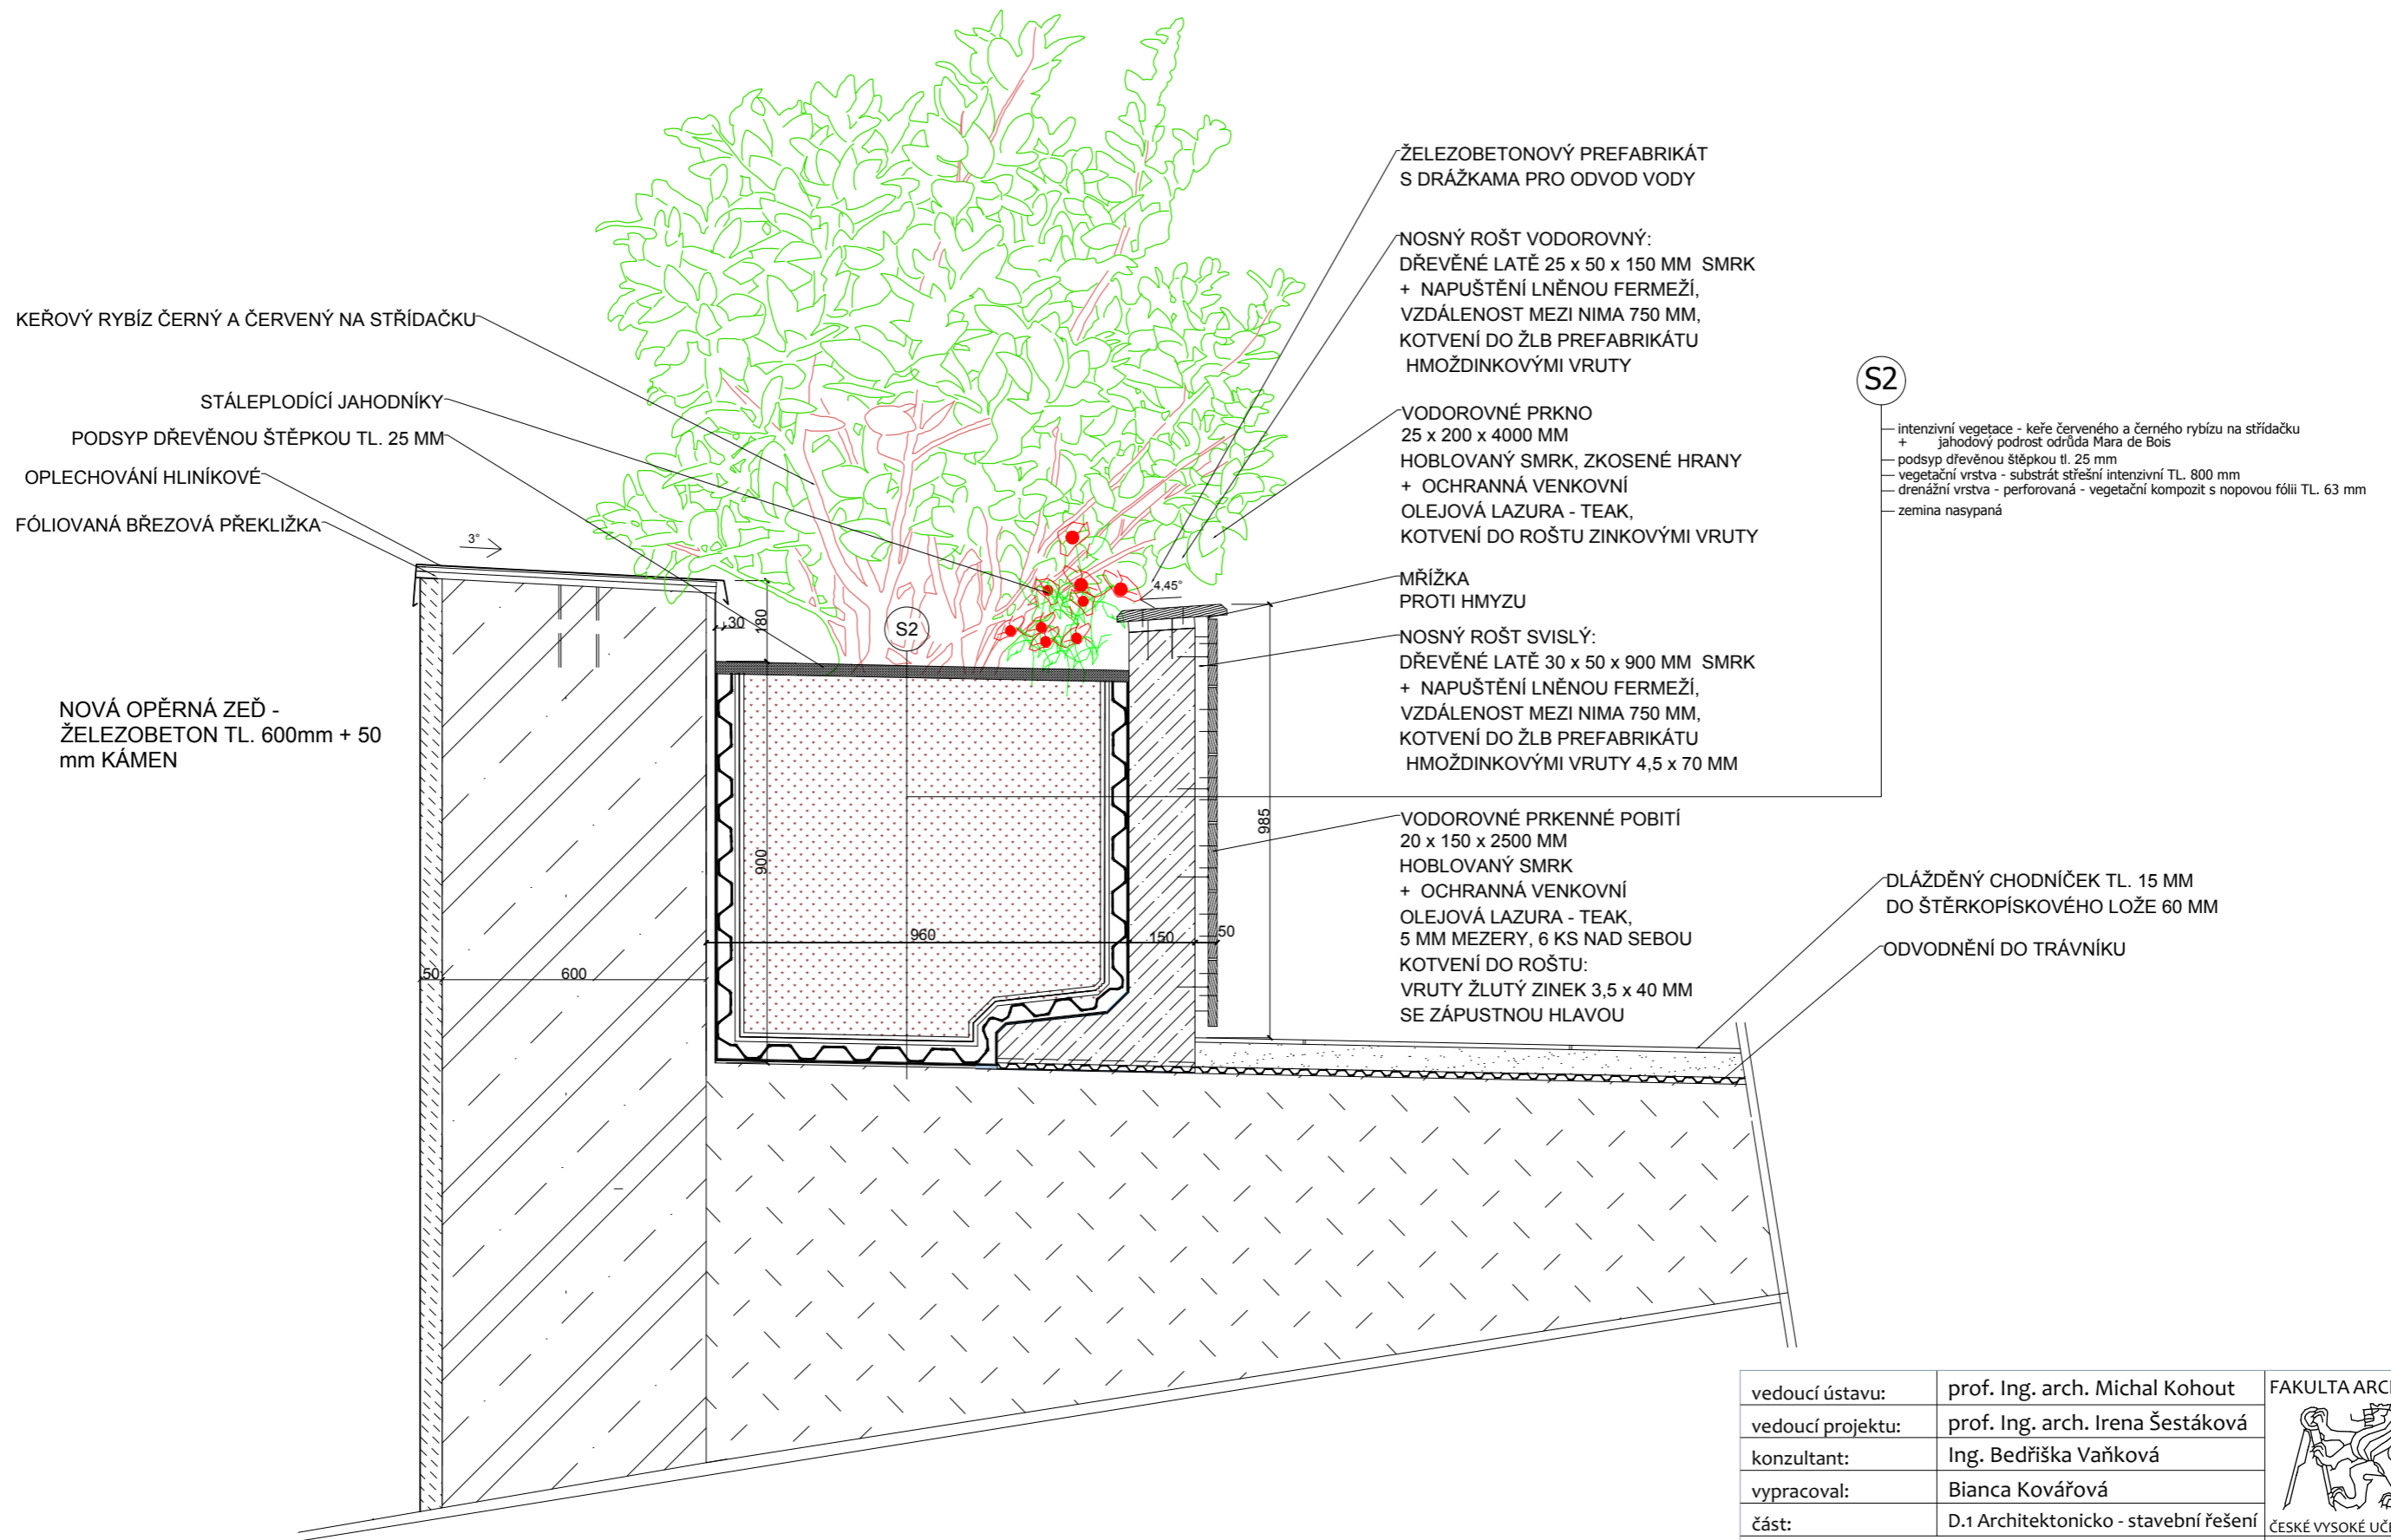 KEŘOVÝ RYBÍZ ČERNÝ A ČERVENÝ NA STŘÍDAČKU
STÁLEPLODÍCÍ JAHODNÍKY
PODSYP DŘEVĚNOU ŠTĚPKOU TL. 25 MM
OPLECHOVÁNÍ HLINÍKOVÉ
FÓLIOVANÁ BŘEZOVÁ PŘEKLIŽKA
3°
NOVÁ OPĚRNÁ ZEĎ -
ŽELEZOBETON TL. 600mm + 50
mm KÁMEN
30
180
S2
4,45°
900
960
150
50
50
600
985
ŽELEZOBETONOVÝ PREFABRIKÁT
S DRÁŽKAMA PRO ODVOD VODY
NOSNÝ ROŠT VODOROVNÝ:
DŘEVĚNÉ LATĚ 25 x 50 x 150 MM SMRK
+ NAPUŠTĚNÍ LNĚNOU FERMEŽÍ,
VZDÁLENOST MEZI NIMA 750 MM,
KOTVENÍ DO ŽLB PREFABRIKÁTU
HMOŽDINKOVÝMI VRUTY
VODOROVNÉ PRKNO
25 x 200 x 4000 MM
HOBLOVANÝ SMRK, ZKOSENÉ HRANY
+ OCHRANNÁ VENKOVNÍ
OLEJOVÁ LAZURA - TEAK,
KOTVENÍ DO ROŠTU ZINKOVÝMI VRUTY
MŘÍŽKA
PROTI HMYZU
NOSNÝ ROŠT SVISLÝ:
DŘEVĚNÉ LATĚ 30 x 50 x 900 MM SMRK
+ NAPUŠTĚNÍ LNĚNOU FERMEŽÍ,
VZDÁLENOST MEZI NIMA 750 MM,
KOTVENÍ DO ŽLB PREFABRIKÁTU
HMOŽDINKOVÝMI VRUTY 4,5 x 70 MM
VODOROVNÉ PRKENNÉ POBITÍ
20 x 150 x 2500 MM
HOBLOVANÝ SMRK
+ OCHRANNÁ VENKOVNÍ
OLEJOVÁ LAZURA - TEAK,
5 MM MEZERY, 6 KS NAD SEBOU
KOTVENÍ DO ROŠTU:
VRUTY ŽLUTÝ ZINEK 3,5 x 40 MM
SE ZÁPUSTNOU HLAVOU
S2
intenzivní vegetace - keře červeného a černého rybízu na střídačku
+ jahodový podrost odrůda Mara de Bois
podsyp dřevěnou štěpkou tl. 25 mm
vegetační vrstva - substrát střešní intenzivní TL. 800 mm
drenážní vrstva - perforovaná - vegetační kompozit s nopovou fólii TL. 63 mm
zemina nasypaná
DLÁŽDĚNÝ CHODNÍČEK TL. 15 MM
DO ŠTĚRKOPÍSKOVÉHO LOŽE 60 MM
ODVODNĚNÍ DO TRÁVNÍKU
vedoucí ústavu: prof. Ing. arch. Michal Kohout
vedoucí projektu: prof. Ing. arch. Irena Šestáková
konzultant: Ing. Bedřiška Vaňková
vypracoval: Bianca Kovářová
část: D.1 Architektonicko - stavební řešení
FAKULTA
ČESKÉ VYSOKÉ